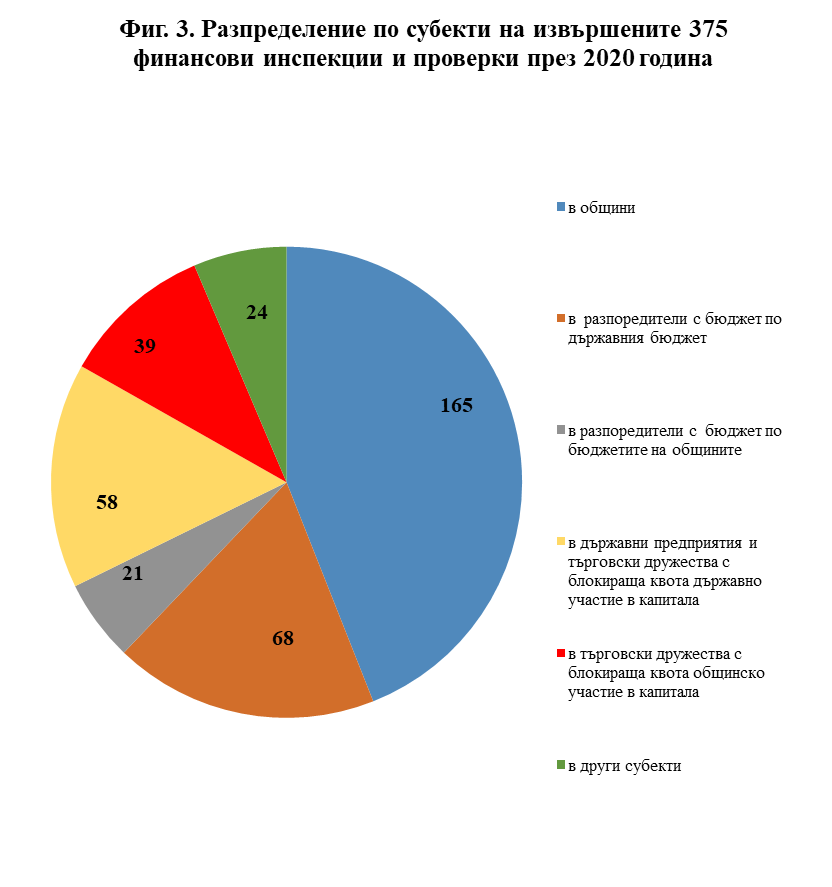 Фиг. 3. Разпределение по субекти на извършените 375
финансови инспекции и проверки през 2020 година
в общини
в разпоредители с бюджет по
държавния бюджет
в разпоредители с бюджет по
бюджетите на общините
в държавни предприятия и
търговски дружества с
блокираща квота държавно
участие в капитала
в търговски дружества с
блокираща квота общинско
участие в капитала
в други субекти
24
39
165
58
21
68